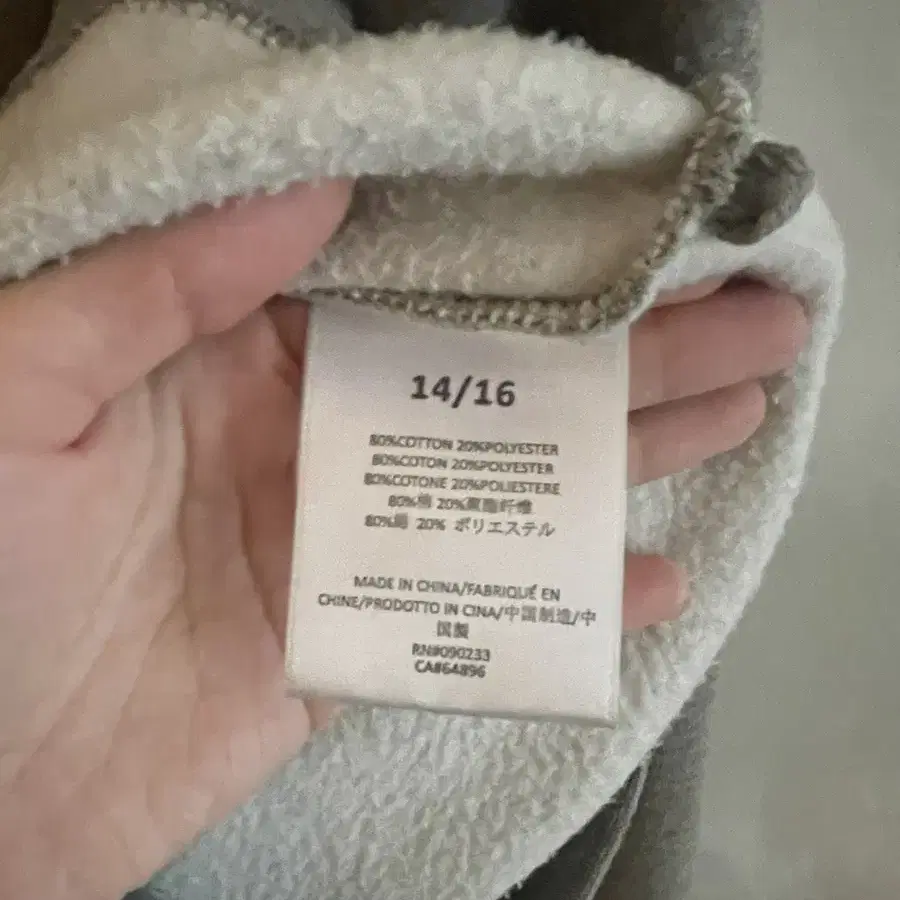 14/16
80%COTTON 20%POLYESTER
80%COTON 20%POLYESTER
80%COTONE 20%POLIESTERE
80%棉 20%聚酯纤维
80%綿 20% ポリエステル
MADE IN CHINA/FABRIQUÉ EN
CHINE/PRODOTTO IN CINA/中国制造/中
国製
RN#090233
CA#64896